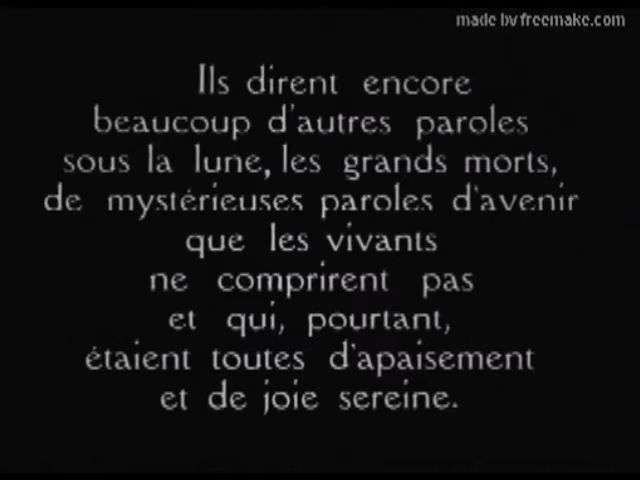 made by freemake.com
Ils dirent encore
beaucoup d'autres paroles
sous la lune, les grands morts,
de mystérieuses paroles d'avenir
que les vivants
ne comprirent pas
et qui, pourtant,
étaient toutes d'apaisement
et de joie sereine.